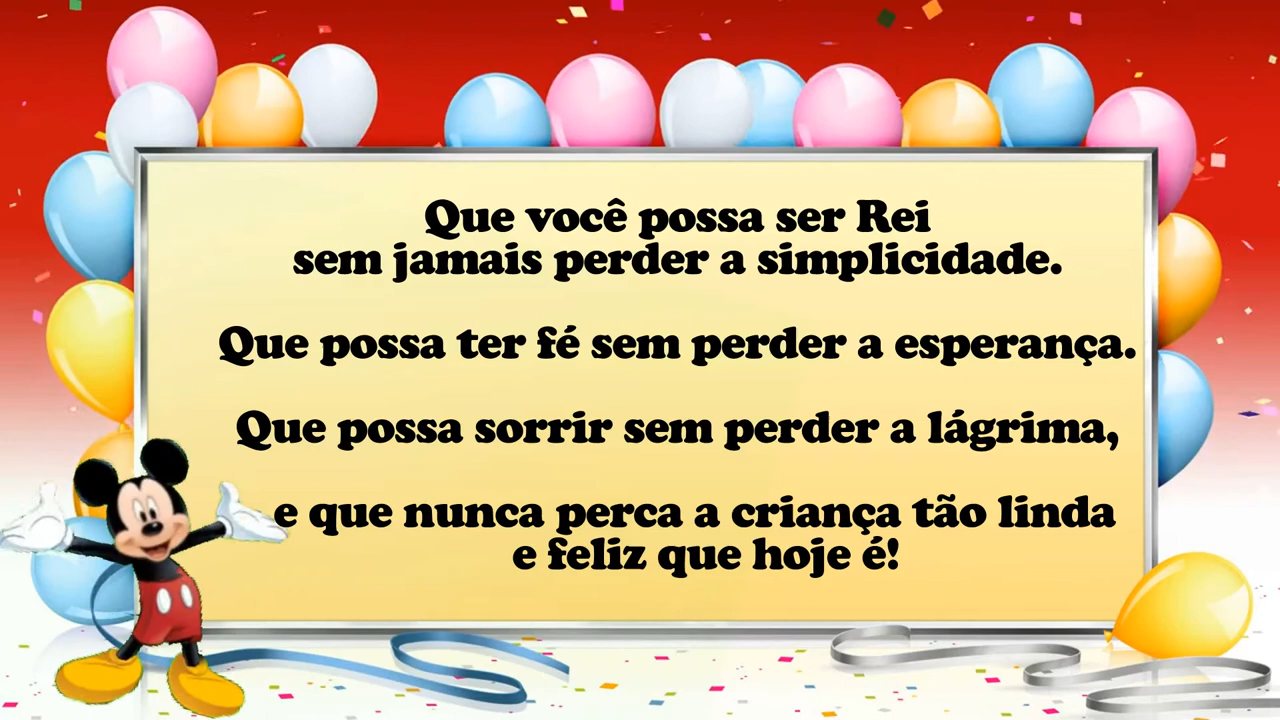 Que você possa ser Rei
sem jamais perder a simplicidade.
Que possa ter fé sem perder a esperança.
Que possa sorrir sem perder a lágrima,
e que nunca perca a criança tão linda
e feliz que hoje é!